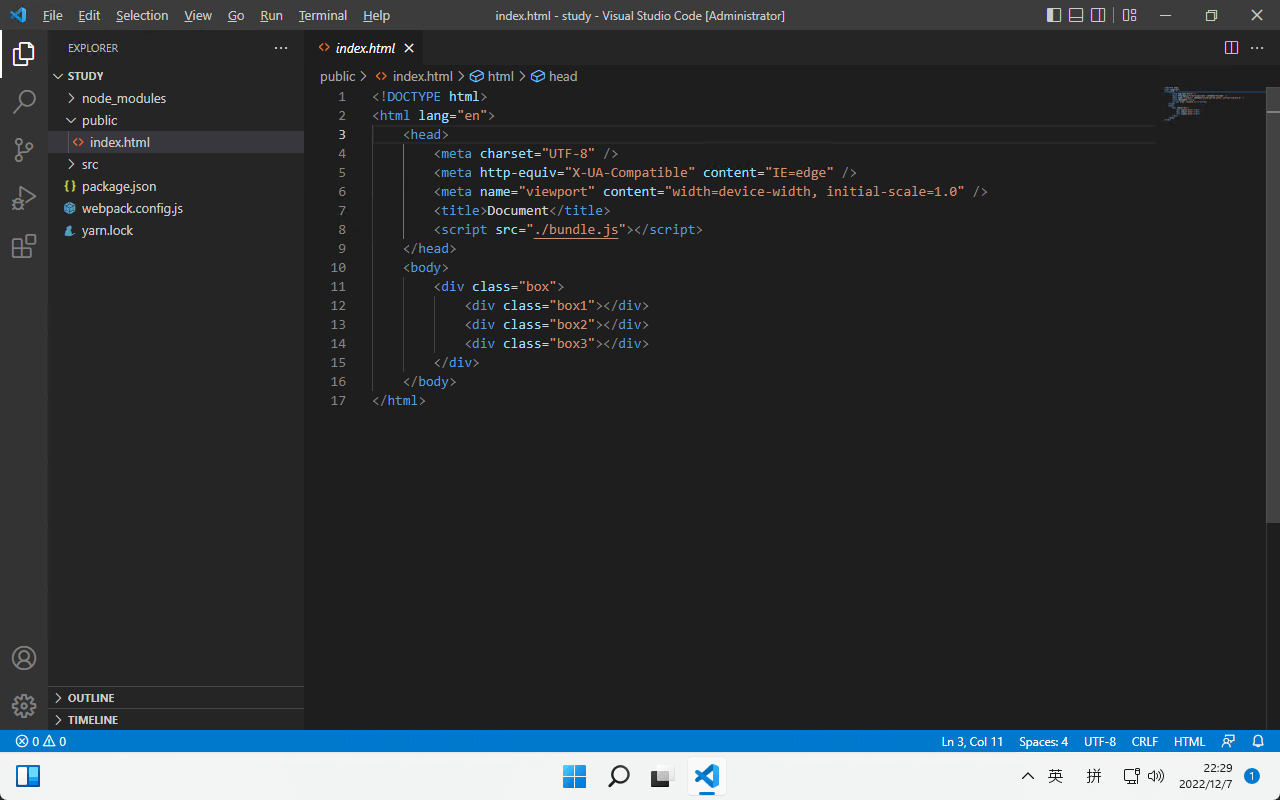 File Edit Selection View Go Run Terminal Help index.html - study - Visual Studio Code [Administrator]
EXPLORER
STUDY
node_modules
public
index.html
src
package.json
webpack.config.js
yarn.lock
OUTLINE
TIMELINE
index.html
public > index.html > html > head
1 <!DOCTYPE html>
2 <html lang="en">
3 <head>
4 <meta charset="UTF-8" />
5 <meta http-equiv="X-UA-Compatible" content="IE=edge" />
6 <meta name="viewport" content="width=device-width, initial-scale=1.0" />
7 <title>Document</title>
8 <script src="./bundle.js"></script>
9 </head>
10 <body>
11 <div class="box">
12 <div class="box1"></div>
13 <div class="box2"></div>
14 <div class="box3"></div>
15 </div>
16 </body>
17 </html>
0 0 Ln 3, Col 11 Spaces: 4 UTF-8 CRLF HTML
英 拼 22:29
2022/12/7 1